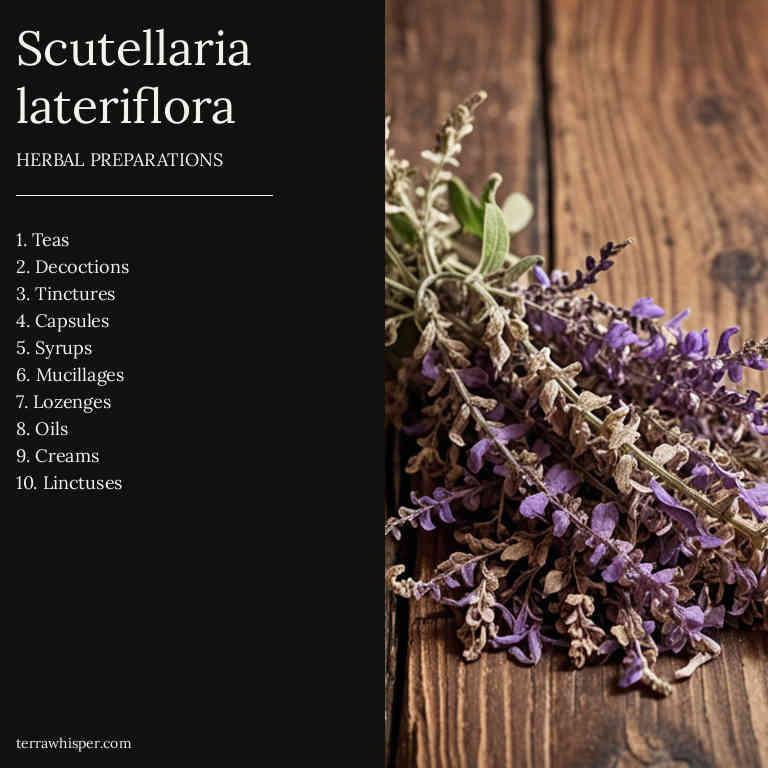 Scutellaria
lateriflora
HERBAL PREPARATIONS
1. Teas
2. Decoctions
3. Tinctures
4. Capsules
5. Syrups
6. Mucillages
7. Lozenges
8. Oils
9. Creams
10. Linctuses
terrawhisper.com